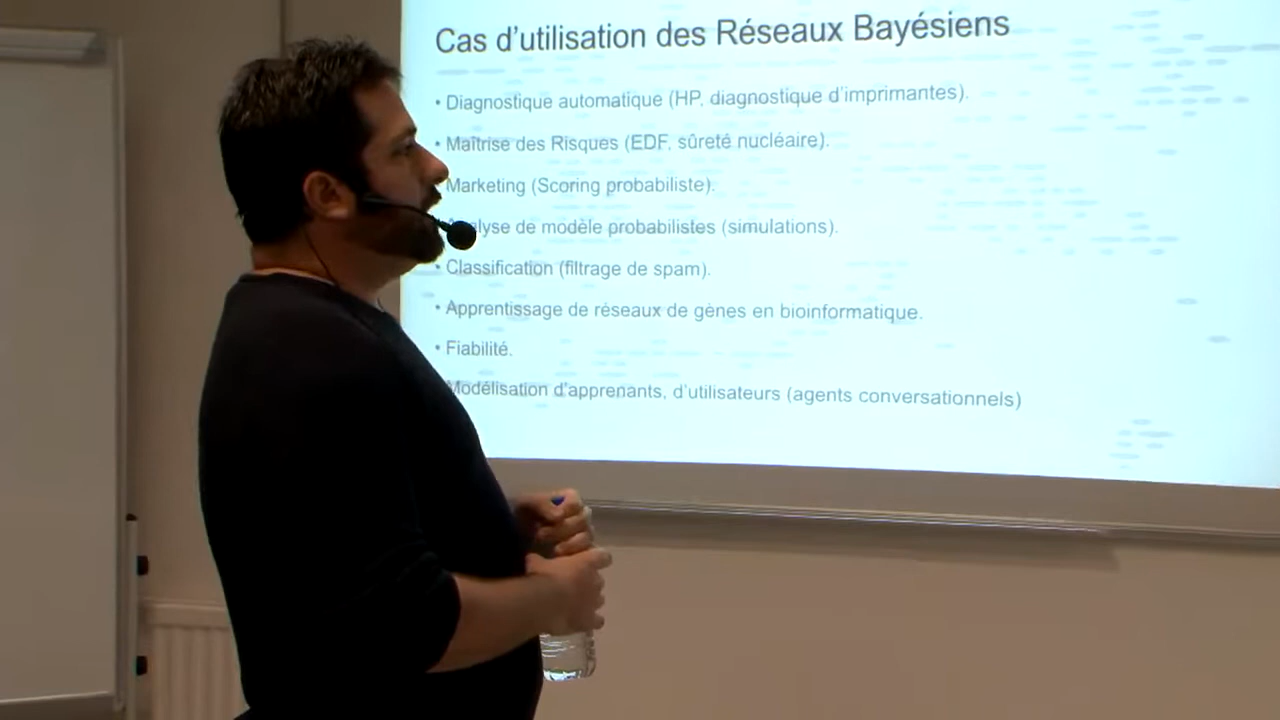 Cas d'utilisation des Réseaux Bayésiens
• Diagnostique automatique (HP, diagnostique d'imprimantes).
• Maîtrise des Risques (EDF, sûreté nucléaire).
Marketing (Scoring probabiliste).
de modèle probabilistes (simulations).
• Classification (filtrage de spam).
• Apprentissage de réseaux de gènes en bioinformatique.
• Fiabilité.
Modélisation d'apprenants, d'utilisateurs (agents conversationnels)